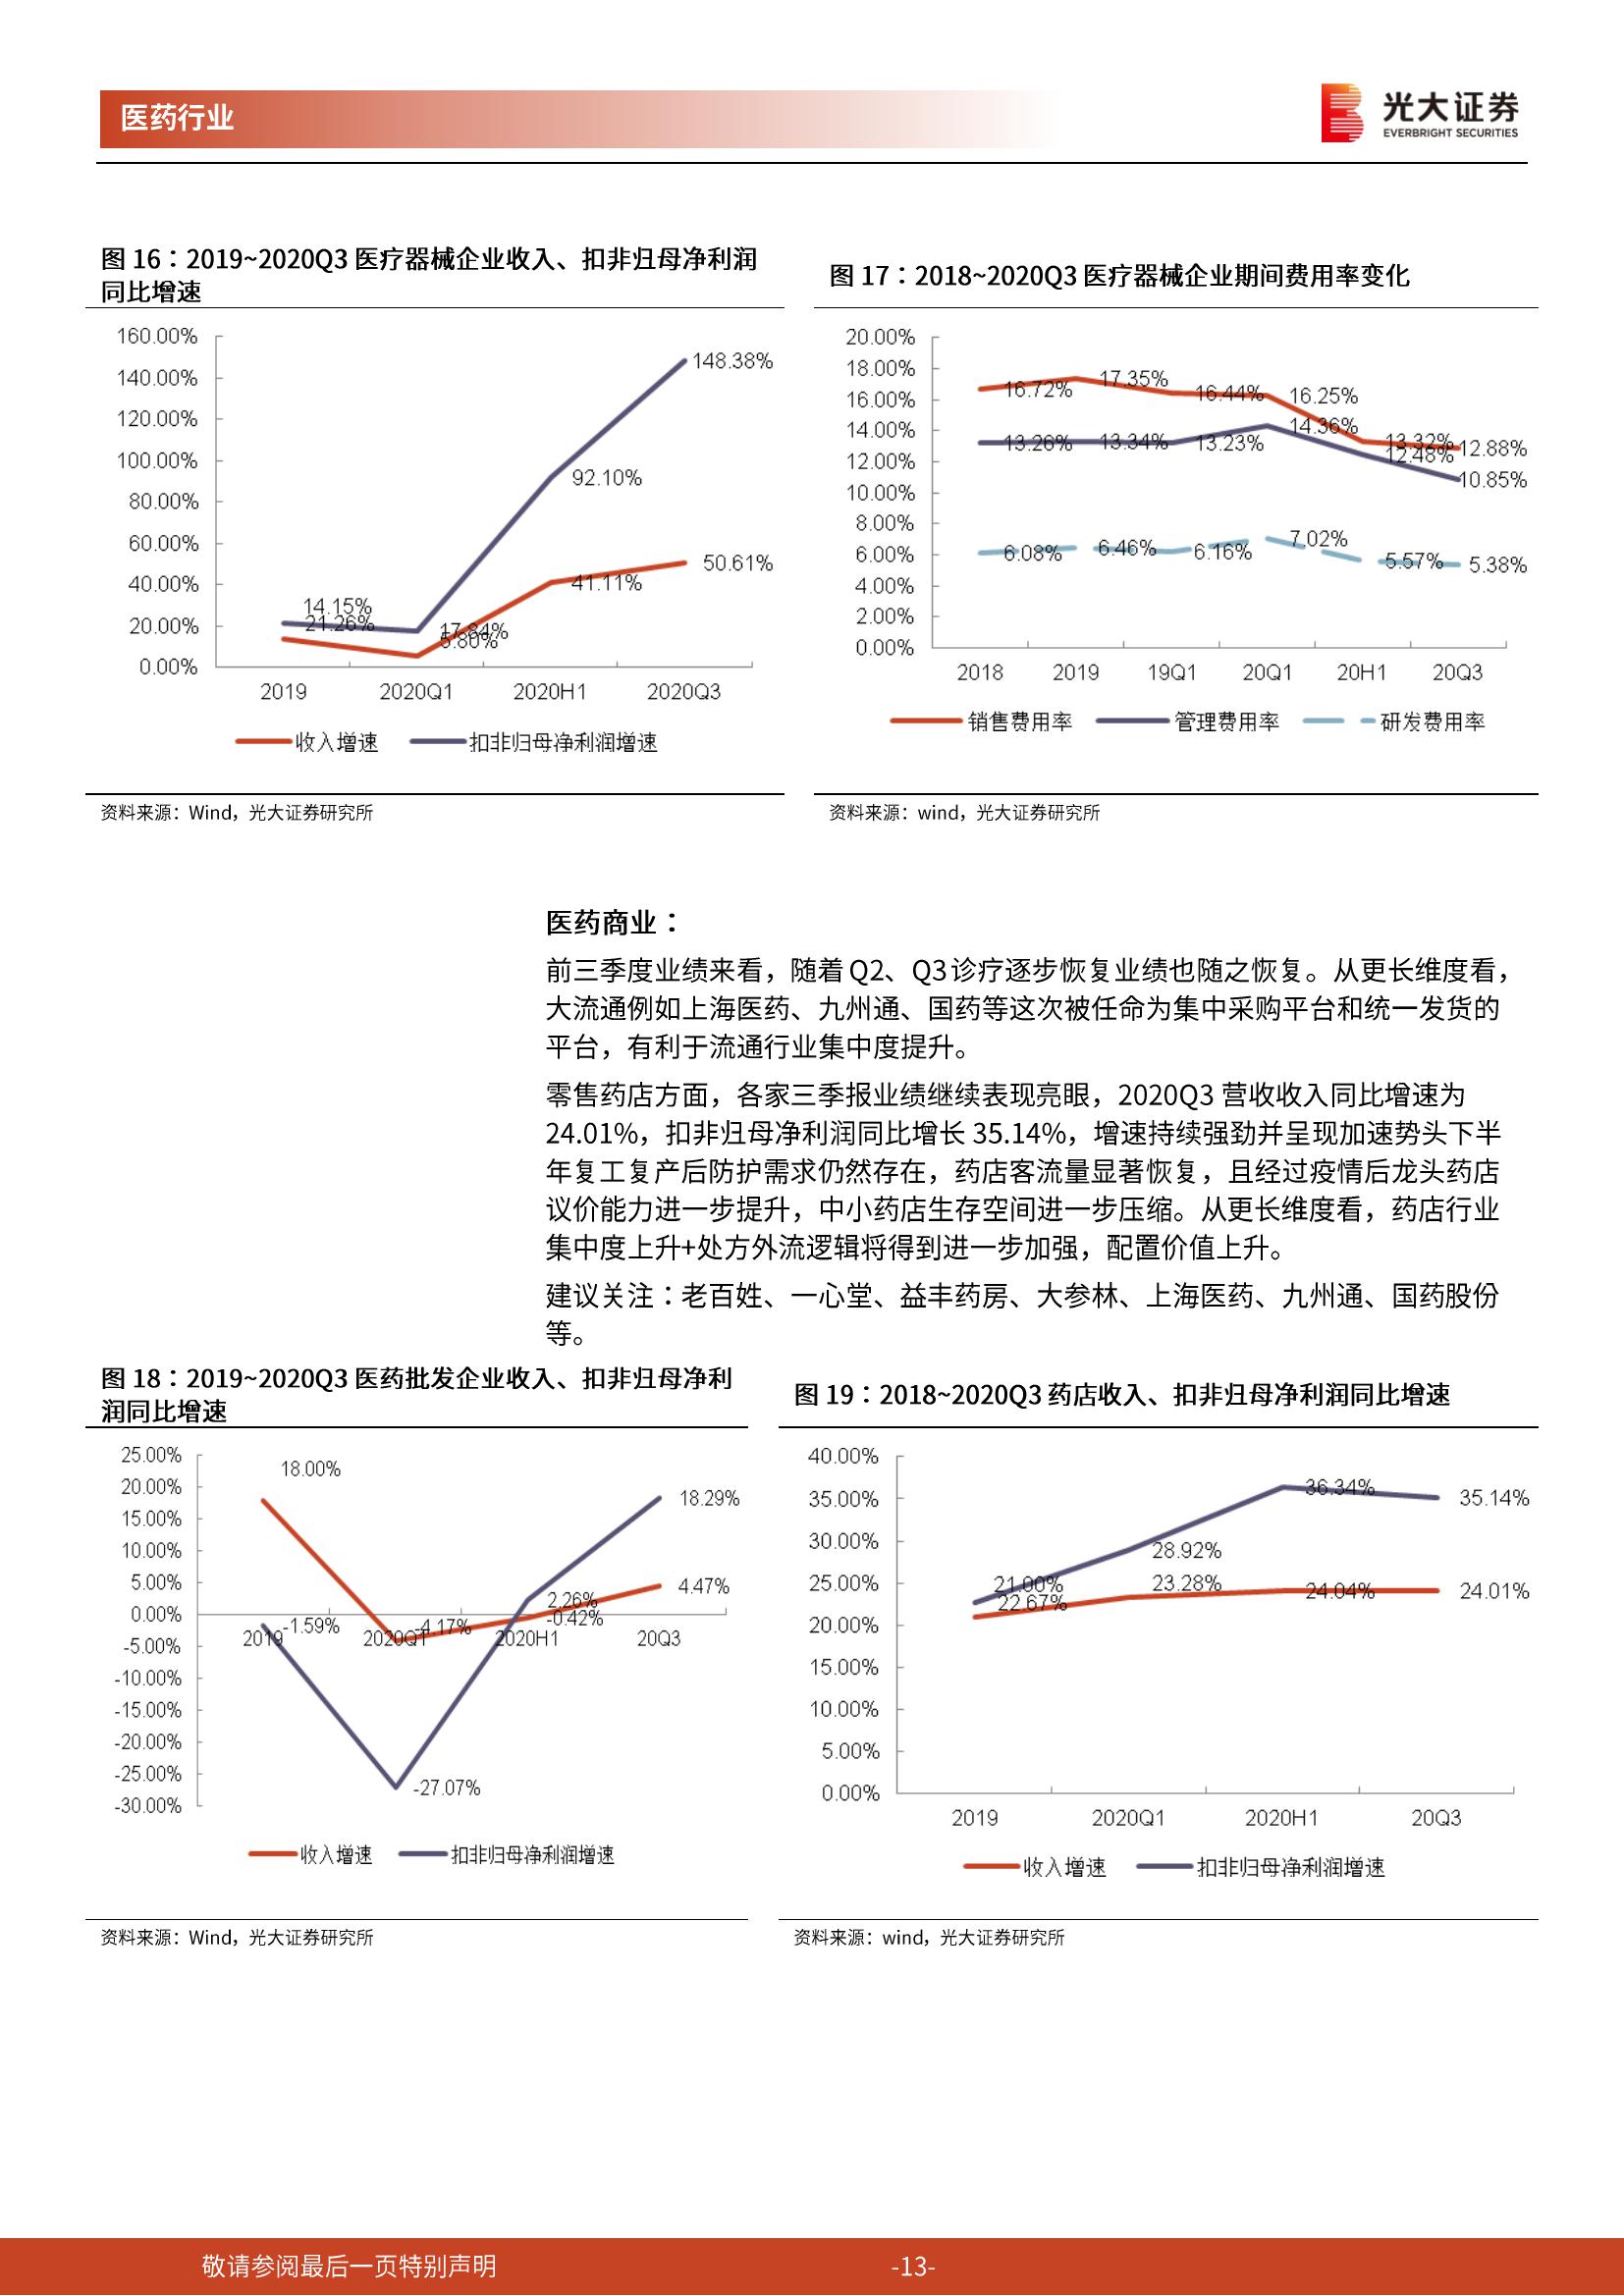 医药行业
光大证券
EVERBRIGHT SECURITIES
图 16：2019~2020Q3 医疗器械企业收入、扣非归母净利润
同比增速
160.00%
140.00%
120.00%
100.00%
80.00%
60.00%
40.00%
20.00%
0.00%
148.38%
92.10%
50.61%
41.11%
14.15%
21.26%
17.84%
5.80%
2019 2020Q1 2020H1 2020Q3
收入增速 扣非归母净利润增速
资料来源：Wind，光大证券研究所
图 17：2018~2020Q3 医疗器械企业期间费用率变化
20.00%
18.00%
16.00%
14.00%
12.00%
10.00%
8.00%
6.00%
4.00%
2.00%
0.00%
16.72% 17.35% 16.44% 16.25% 13.32% 12.88%
13.26% 13.34% 13.23% 14.36% 12.48% 10.85%
6.08% 6.46% 6.16% 7.02% 5.57% 5.38%
2018 2019 19Q1 20Q1 20H1 20Q3
销售费用率 管理费用率 研发费用率
资料来源：wind，光大证券研究所
医药商业：
前三季度业绩来看，随着 Q2、Q3 诊疗逐步恢复业绩也随之恢复。从更长维度看，
大流通例如上海医药、九州通、国药等这次被任命为集中采购平台和统一发货的
平台，有利于流通行业集中度提升。
零售药店方面，各家三季报业绩继续表现亮眼，2020Q3 营收收入同比增速为
24.01%，扣非归母净利润同比增长 35.14%，增速持续强劲并呈现加速势头下半
年复工复产后防护需求仍然存在，药店客流量显著恢复，且经过疫情后龙头药店
议价能力进一步提升，中小药店生存空间进一步压缩。从更长维度看，药店行业
集中度上升+处方外流逻辑将得到进一步加强，配置价值上升。
建议关注：老百姓、一心堂、益丰药房、大参林、上海医药、九州通、国药股份
等。
图 18：2019~2020Q3 医药批发企业收入、扣非归母净利
润同比增速
25.00%
20.00%
15.00%
10.00%
5.00%
0.00%
-5.00%
-10.00%
-15.00%
-20.00%
-25.00%
-30.00%
18.00%
18.29%
4.47%
2.26%
-0.42%
-1.59%
-4.17%
-27.07%
2019 2020Q1 2020H1 20Q3
收入增速 扣非归母净利润增速
资料来源：Wind，光大证券研究所
图 19：2018~2020Q3 药店收入、扣非归母净利润同比增速
40.00%
35.00%
30.00%
25.00%
20.00%
15.00%
10.00%
5.00%
0.00%
36.34%
35.14%
28.92%
21.00%
22.67%
23.28%
24.04%
24.01%
2019 2020Q1 2020H1 20Q3
收入增速 扣非归母净利润增速
资料来源：wind，光大证券研究所
敬请参阅最后一页特别声明
-13-